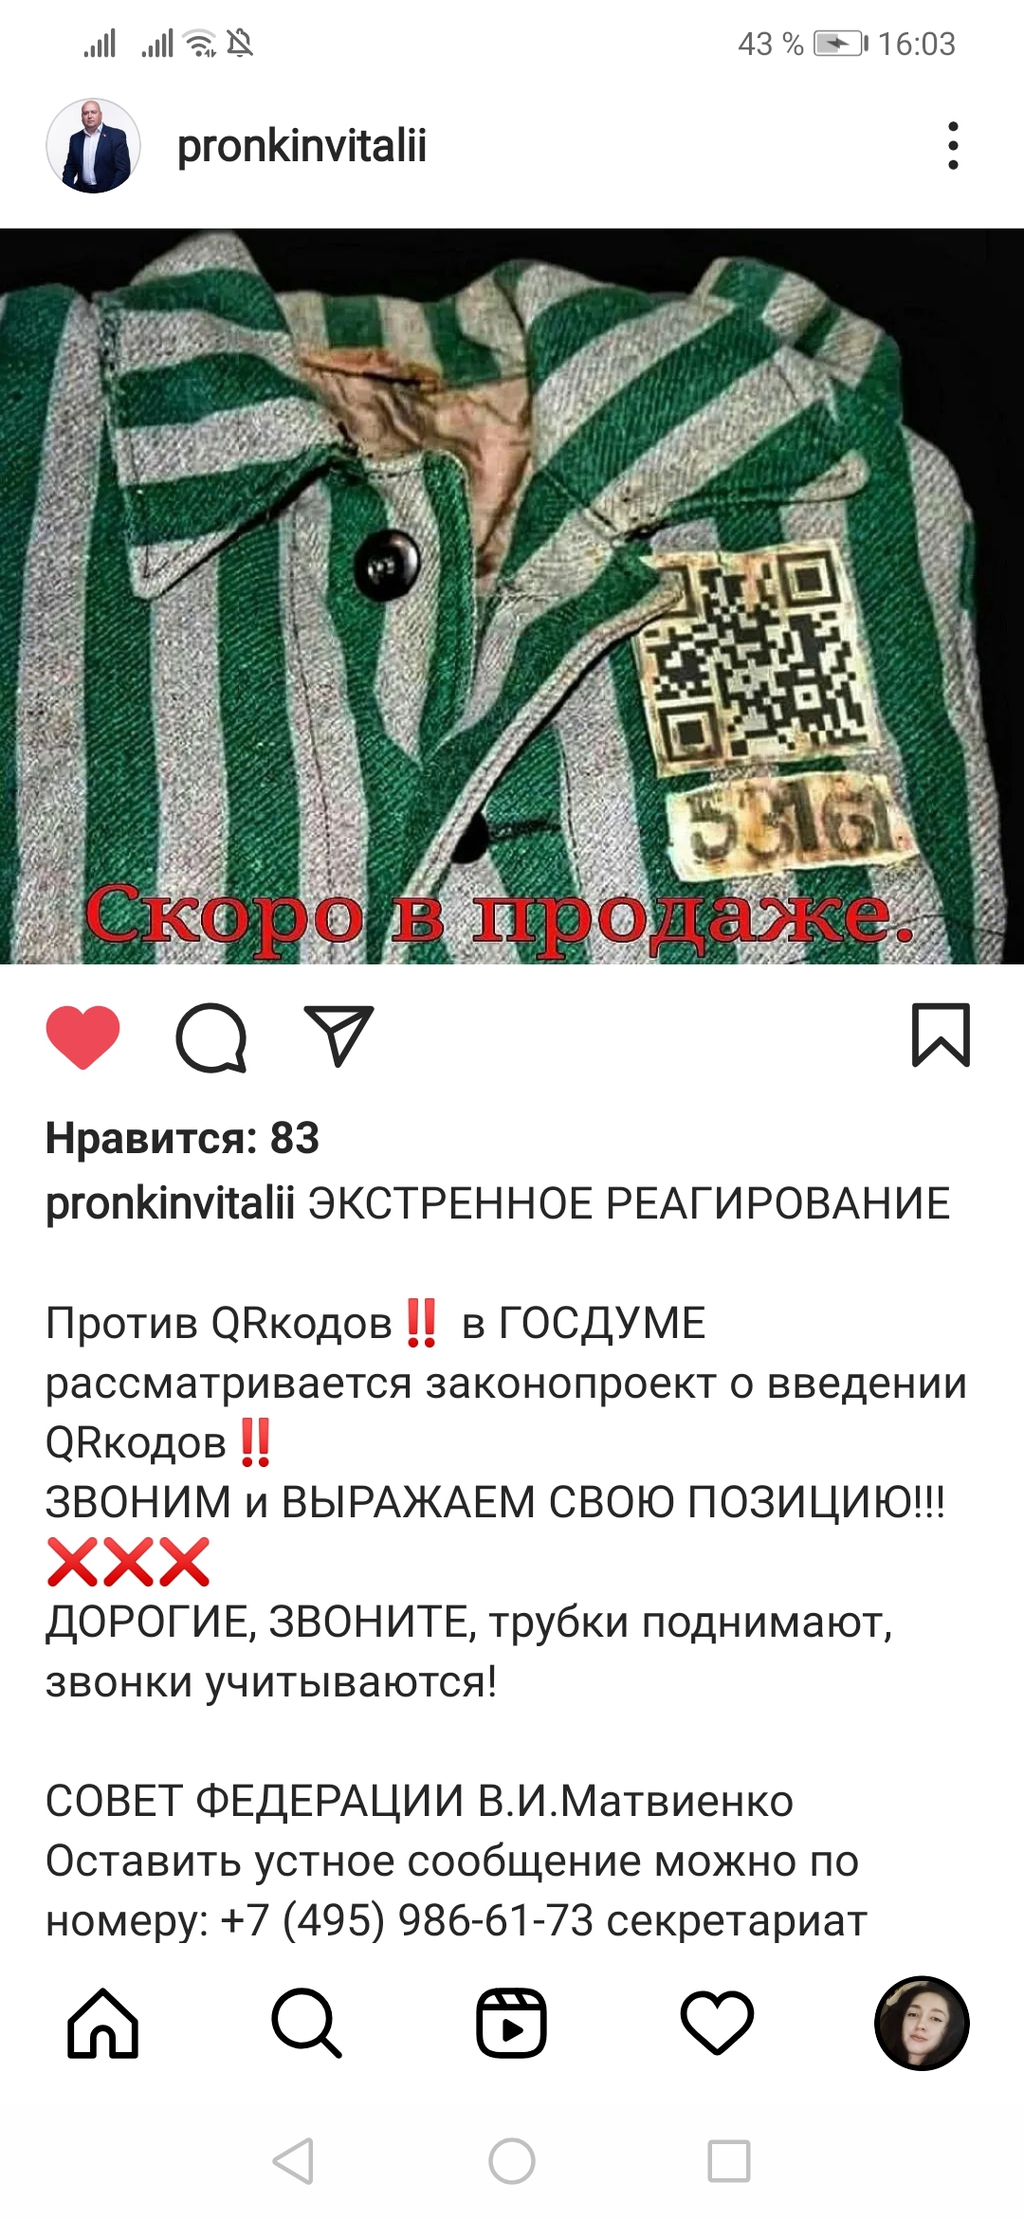 43 % 16:03
pronkinvitalii
53161
Скоро в продаже.
Нравится: 83
pronkinvitalii ЭКСТРЕННОЕ РЕАГИРОВАНИЕ
Против QRкодов‼️ в ГОСДУМЕ
рассматривается законопроект о введении
QRкодов‼️
ЗВОНИМ и ВЫРАЖАЕМ СВОЮ ПОЗИЦИЮ!!!
❌❌❌
ДОРОГИЕ, ЗВОНИТЕ, трубки поднимают,
звонки учитываются!
СОВЕТ ФЕДЕРАЦИИ В.И.Матвиенко
Оставить устное сообщение можно по
номеру: +7 (495) 986-61-73 секретариат